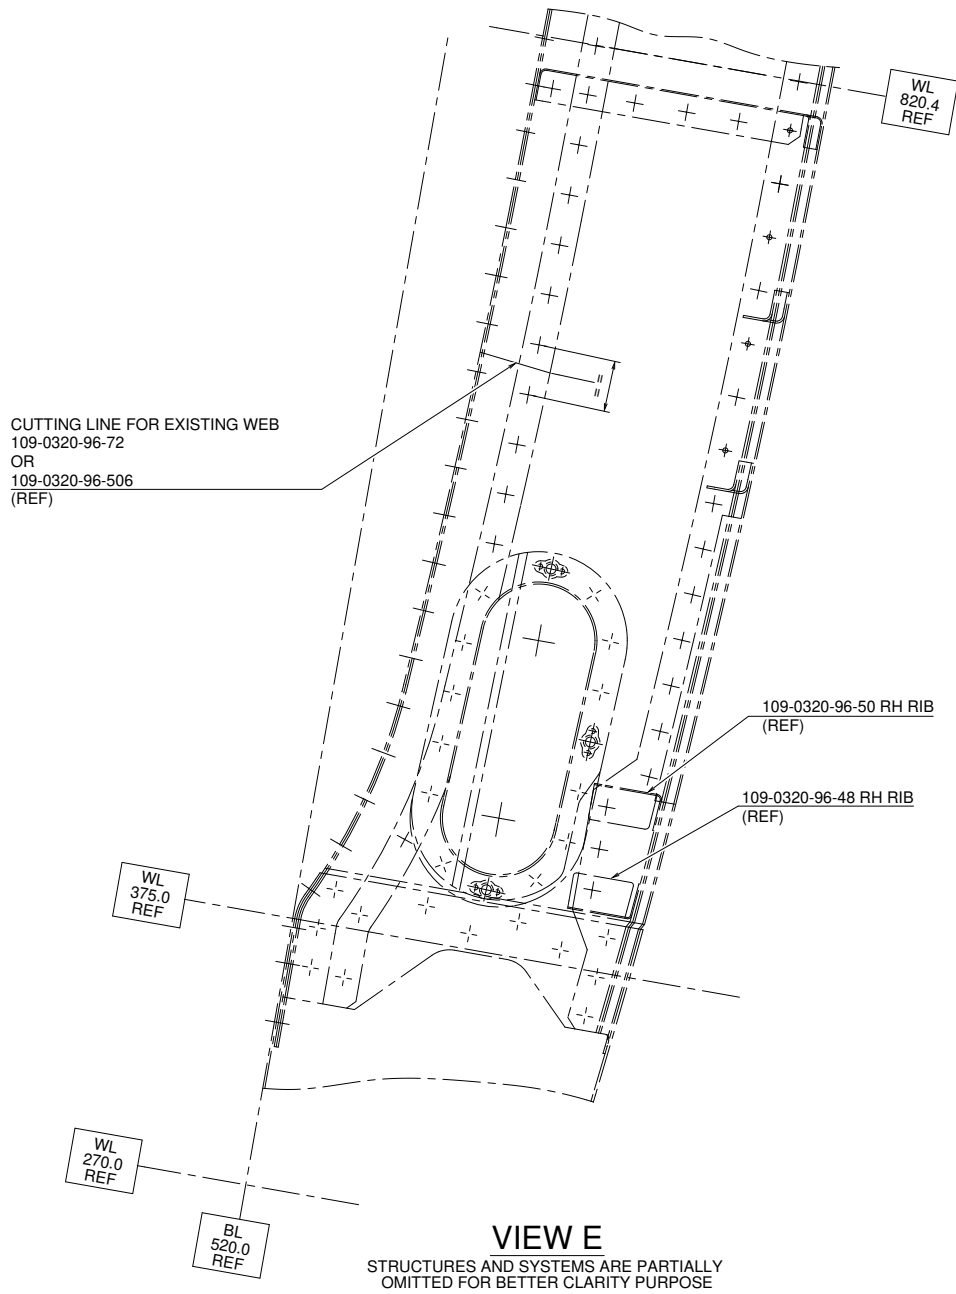 WL
820.4
REF
CUTTING LINE FOR EXISTING WEB
109-0320-96-72
OR
109-0320-96-506
(REF)
=
109-0320-96-50 RH RIB
(REF)
109-0320-96-48 RH RIB
(REF)
WL
375.0
REF
WL
270.0
REF
BL
520.0
REF
VIEW E
STRUCTURES AND SYSTEMS ARE PARTIALLY
OMITTED FOR BETTER CLARITY PURPOSE